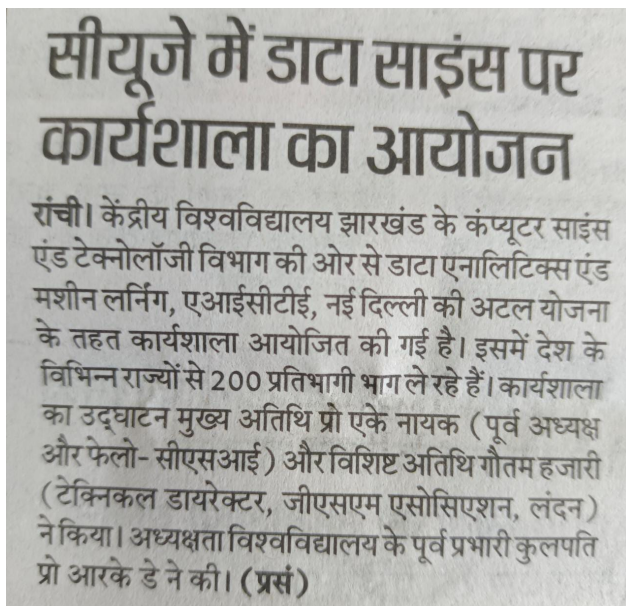 सीयूजे में डाटा साइंस पर
कार्यशाला का आयोजन
रांची। केंद्रीय विश्वविद्यालय झारखंड के कंप्यूटर साइंस
एंड टेक्नोलॉजी विभाग की ओर से डाटा एनालिटिक्स एंड
मशीन लर्निंग, एआईसीटीई, नई दिल्ली की अटल योजना
के तहत कार्यशाला आयोजित की गई है। इसमें देश के
विभिन्न राज्यों से 200 प्रतिभागी भाग ले रहे हैं। कार्यशाला
का उद्घाटन मुख्य अतिथि प्रो एके नायक (पूर्व अध्यक्ष
और फेलो- सीएसआई) और विशिष्ट अतिथि गौतम हजारी
(टेक्निकल डायरेक्टर, जीएसएम एसोसिएशन, लंदन)
ने किया। अध्यक्षता विश्वविद्यालय के पूर्व प्रभारी कुलपति
प्रो आरके डे ने की। (प्रसं)